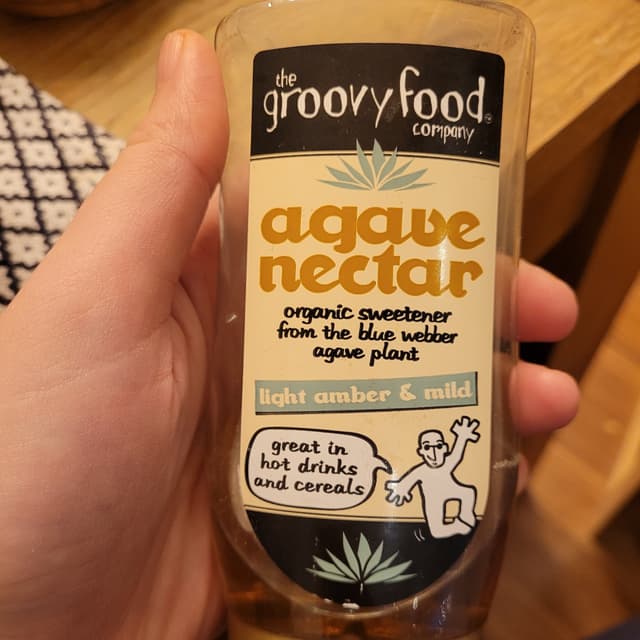 the
groovy food
company
agave
nectar
organic sweetener
from the blue webber
agave plant
light amber & mild
great in
hot drinks
and cereals